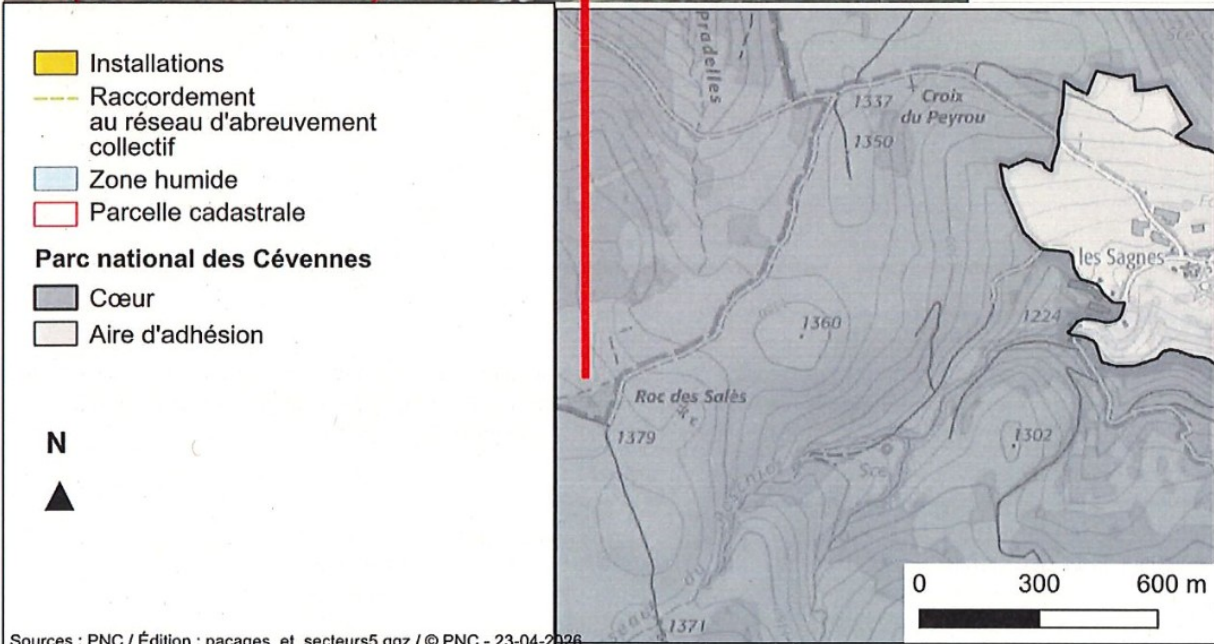 Installations
Raccordement
au réseau d'abreuvement
collectif
Zone humide
Parcelle cadastrale
Parc national des Cévennes
Cœur
Aire d'adhésion
N
Sources : PNC / Édition : pacages_et_secteurs5.qgz / © PNC - 23-04-2026
pradelles
1337
Croix
du Peyrou
1350
les Sagnes
1224
1360
Roc des Salès
1379
1302
Sce
du
1371
0 300 600 m